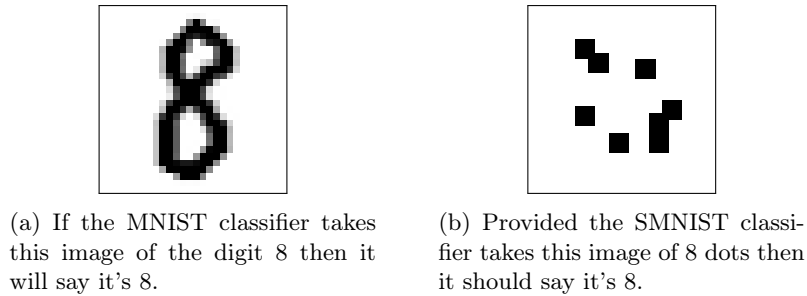 (a) If the MNIST classifier takes
this image of the digit 8 then it
will say it's 8.
(b) Provided the SMNIST classi-
fier takes this image of 8 dots then
it should say it's 8.